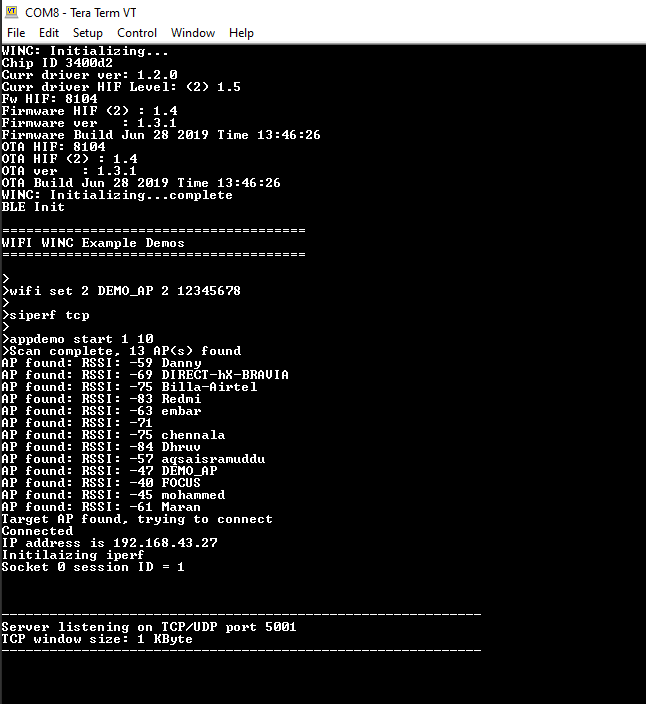 COM8 - Tera Term VT
File Edit Setup Control Window Help
WINC: Initializing...
Chip ID 3400d2
Curr driver ver: 1.2.0
Curr driver HIF Level: (2) 1.5
Fw HIF: 8104
Firmware HIF (2) : 1.4
Firmware ver   : 1.3.1
Firmware Build Jun 28 2019 Time 13:46:26
OTA HIF: 8104
OTA HIF (2) : 1.4
OTA ver   : 1.3.1
OTA Build Jun 28 2019 Time 13:46:26
WINC: Initializing...complete
BLE Init
======================================
WIFI WINC Example Demos
======================================
>
>wifi set 2 DEMO_AP 2 12345678
>
>siperf tcp
>
>appdemo start 1 10
>Scan complete, 13 AP(s) found
AP found: RSSI: -59 Danny
AP found: RSSI: -69 DIRECT-hX-BRAVIA
AP found: RSSI: -75 Billa-Airtel
AP found: RSSI: -83 Redmi
AP found: RSSI: -63 embar
AP found: RSSI: -71
AP found: RSSI: -75 chennala
AP found: RSSI: -84 Dhruv
AP found: RSSI: -57 aqsaisramuddu
AP found: RSSI: -47 DEMO_AP
AP found: RSSI: -40 FOCUS
AP found: RSSI: -45 mohammed
AP found: RSSI: -61 Maran
Target AP found, trying to connect
Connected
IP address is 192.168.43.27
Initilaizing iperf
Socket 0 session ID = 1
------------------------------------------------------------
Server listening on TCP/UDP port 5001
TCP window size: 1 KByte
------------------------------------------------------------